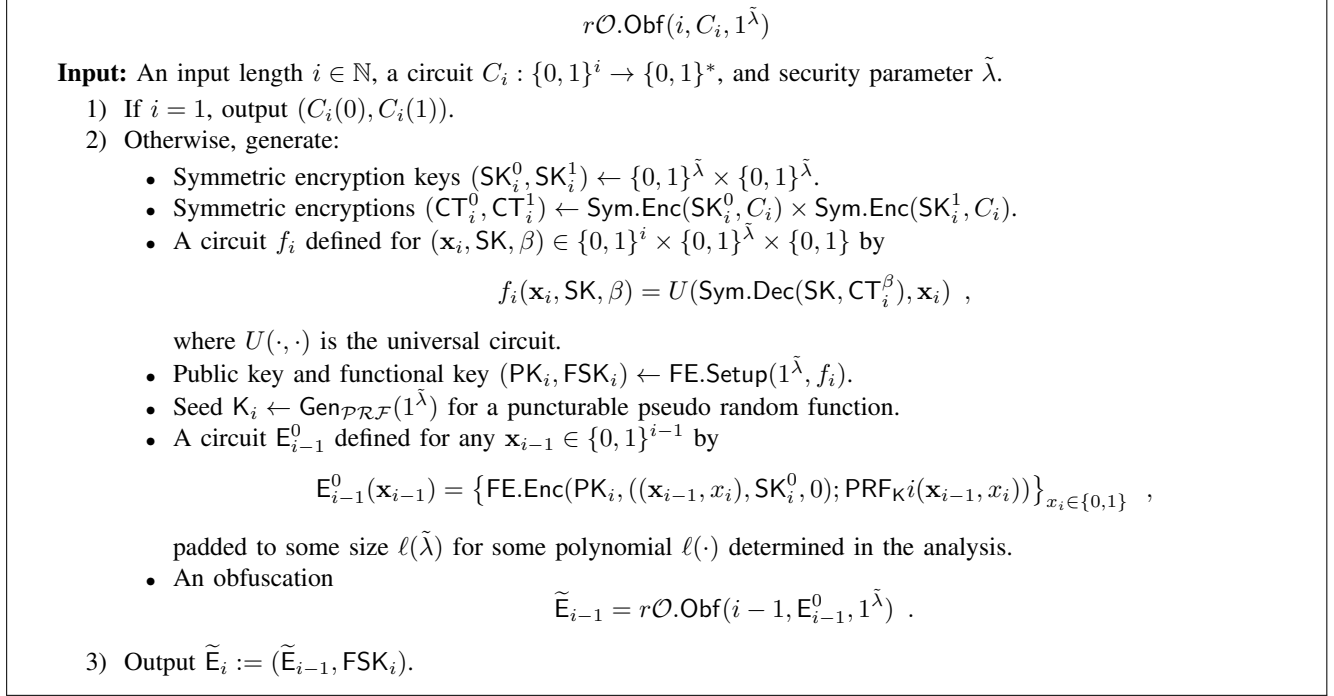 r𝒪.Obf(i, C_i, 1^{λ̃})
Input: An input length i ∈ ℕ, a circuit C_i : {0, 1}^i → {0, 1}^*, and security parameter λ̃.
1) If i = 1, output (C_i(0), C_i(1)).
2) Otherwise, generate:
• Symmetric encryption keys (SK_i^0, SK_i^1) ← {0, 1}^{λ̃} × {0, 1}^{λ̃}.
• Symmetric encryptions (CT_i^0, CT_i^1) ← Sym.Enc(SK_i^0, C_i) × Sym.Enc(SK_i^1, C_i).
• A circuit f_i defined for (x_i, SK, β) ∈ {0, 1}^i × {0, 1}^{λ̃} × {0, 1} by
f_i(x_i, SK, β) = U(Sym.Dec(SK, CT_i^β), x_i) ,
where U(·, ·) is the universal circuit.
• Public key and functional key (PK_i, FSK_i) ← FE.Setup(1^{λ̃}, f_i).
• Seed K_i ← Gen_{𝒫ℛℱ}(1^{λ̃}) for a puncturable pseudo random function.
• A circuit E_{i−1}^0 defined for any x_{i−1} ∈ {0, 1}^{i−1} by
E_{i−1}^0(x_{i−1}) = {FE.Enc(PK_i, ((x_{i−1}, x_i), SK_i^0, 0); PRF_K i(x_{i−1}, x_i))}_{x_i∈{0,1}} ,
padded to some size ℓ(λ̃) for some polynomial ℓ(·) determined in the analysis.
• An obfuscation
Ẽ_{i−1} = r𝒪.Obf(i − 1, E_{i−1}^0, 1^{λ̃}) .
3) Output Ẽ_i := (Ẽ_{i−1}, FSK_i).